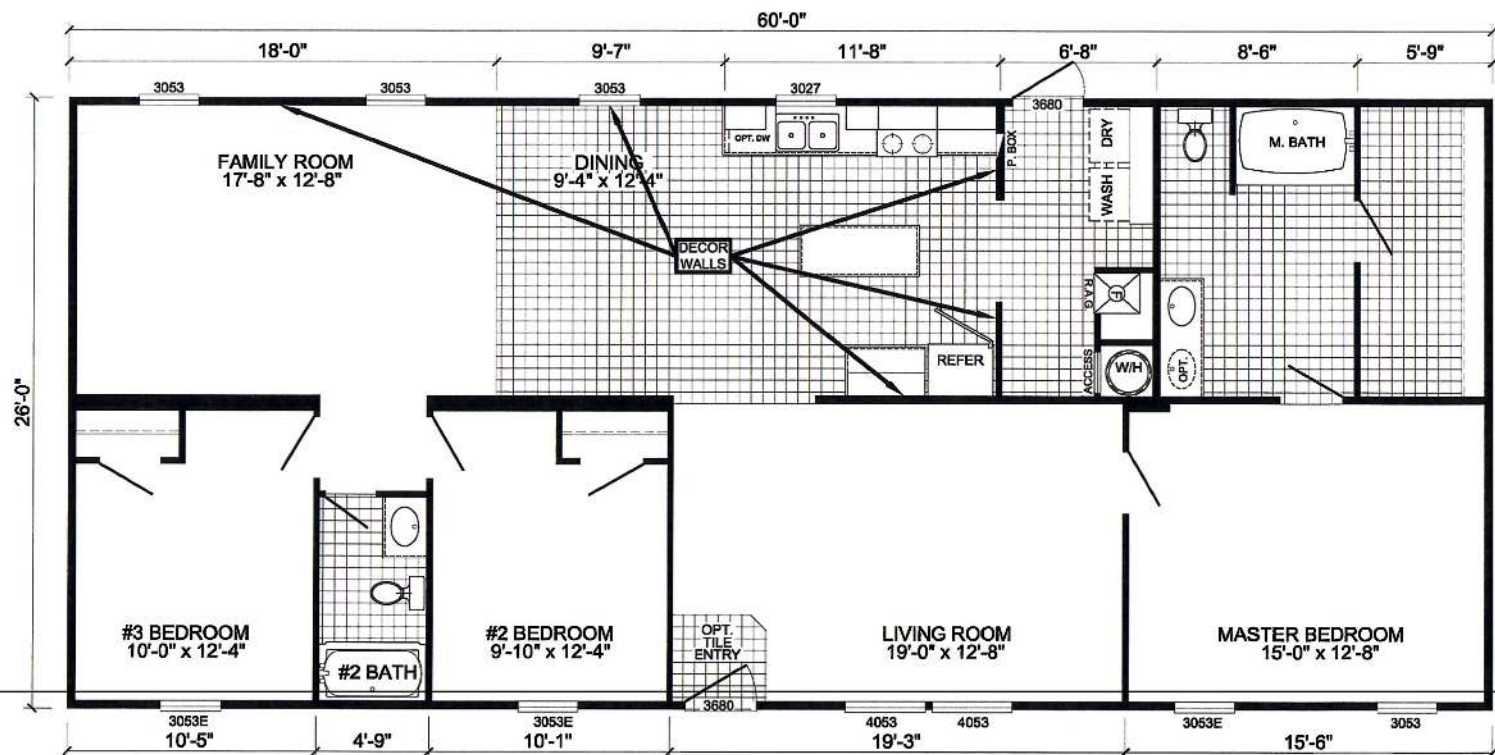 60'-0"
18'-0" 9'-7" 11'-8" 6'-8" 8'-6" 5'-9"
3053 3053 3053 3027 3680
26'-0"
FAMILY ROOM
17'-8" x 12'-8"
DINING
9'-4" x 12'-4"
OPT. DW
P. BOX
DRY
WASH
M. BATH
DECOR
WALLS
R.A.G
F
REFER
ACCESS
W/H
OPT.
#3 BEDROOM
10'-0" x 12'-4"
#2 BATH
#2 BEDROOM
9'-10" x 12'-4"
OPT.
TILE
ENTRY
LIVING ROOM
19'-0" x 12'-8"
MASTER BEDROOM
15'-0" x 12'-8"
3053E 3053E 3680 4053 4053 3053E 3053
10'-5" 4'-9" 10'-1" 19'-3" 15'-6"